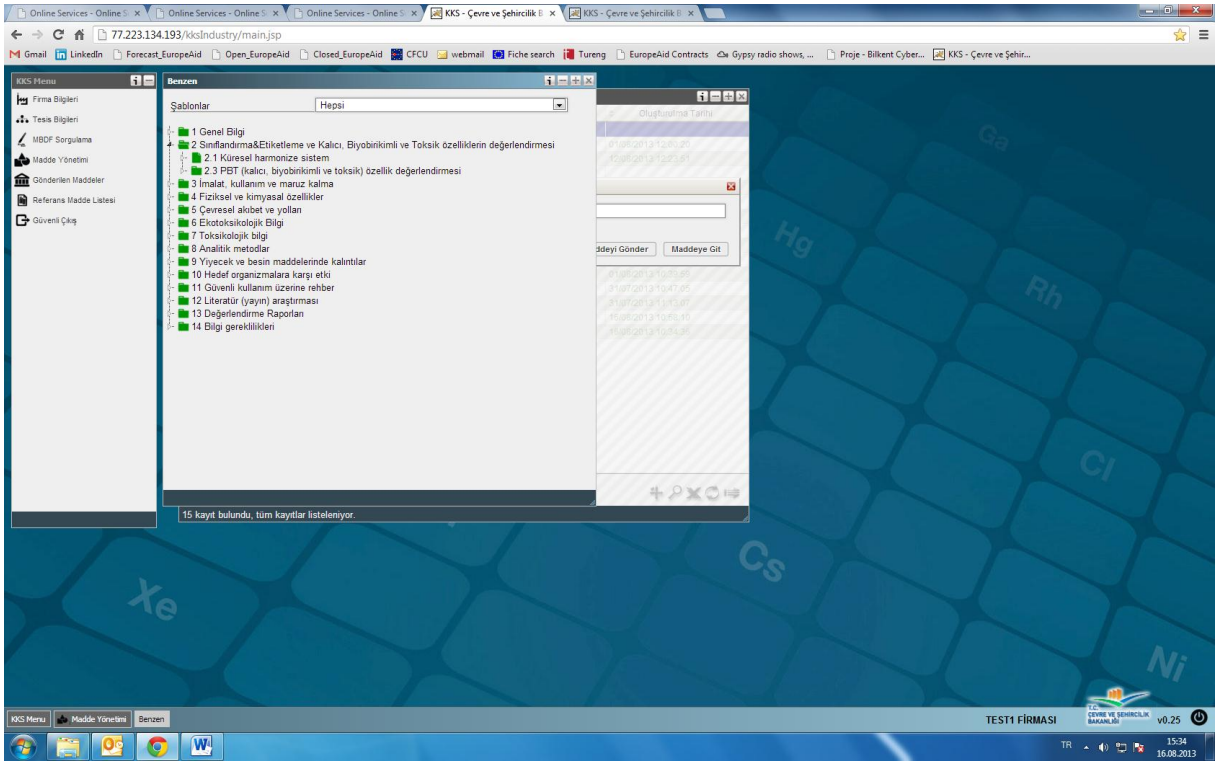 Online Services - Online S
Online Services - Online S
Online Services - Online S
KKS - Çevre ve Şehircilik B
KKS - Çevre ve Şehircilik B
77.223.134.193/kksIndustry/main.jsp
Gmail LinkedIn Forecast_EuropeAid Open_EuropeAid Closed_EuropeAid CFCU webmail Fiche search Tureng EuropeAid Contracts Gypsy radio shows, ... Proje - Bilkent Cyber... KKS - Çevre ve Şehir...
KKS Menu
Firma Bilgileri
Tesis Bilgileri
MBDF Sorgulama
Madde Yönetimi
Gönderilen Maddeler
Referans Madde Listesi
Güvenli Çıkış
Benzen
Şablonlar Hepsi
1 Genel Bilgi
2 Sınıflandırma&Etiketleme ve Kalıcı, Biyobirikimli ve Toksik özelliklerin değerlendirmesi
2.1 Küresel harmonize sistem
2.3 PBT (kalıcı, biyobirikimli ve toksik) özellik değerlendirmesi
3 İmalat, kullanım ve maruz kalma
4 Fiziksel ve kimyasal özellikler
5 Çevresel akıbet ve yolları
6 Ekotoksikolojik Bilgi
7 Toksikolojik bilgi
8 Analitik metodlar
9 Yiyecek ve besin maddelerinde kalıntılar
10 Hedef organizmalara karşı etki
11 Güvenli kullanım üzerine rehber
12 Literatür (yayın) araştırması
13 Değerlendirme Raporları
14 Bilgi gereklilikleri
Oluşturulma Tarihi
ddeyi Gönder Maddeye Git
15 kayıt bulundu, tüm kayıtlar listeleniyor.
Ga
Hg
Rh
Cl
Cs
Xe
Ni
KKS Menu Madde Yönetimi Benzen
TEST1 FİRMASI
T.C.
ÇEVRE VE ŞEHİRCİLİK
BAKANLIĞI
v0.25
TR
15:34
16.08.2013